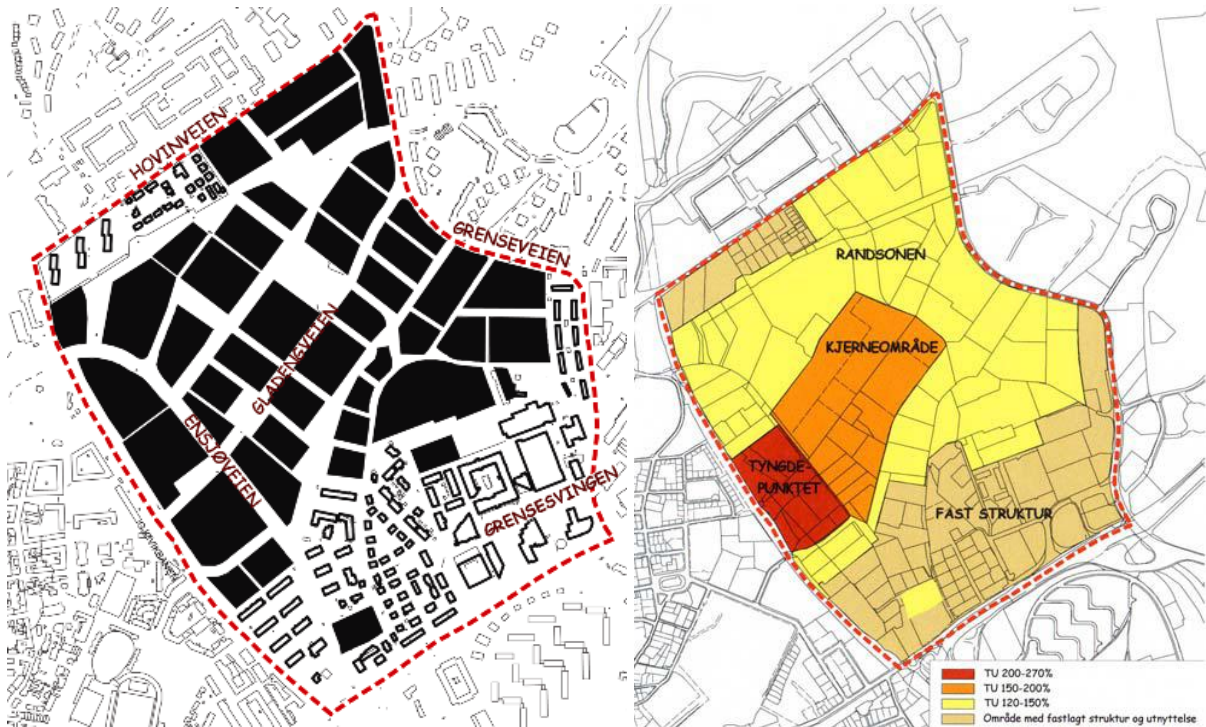 HOVINVEIEN
GRENSEVEIEN
GLADENGVEIEN
ENSJØVEIEN
GRENSESVINGEN
GJØVIKBANEN
RANDSONEN
KJERNEOMRÅDE
TYNGDE-
PUNKTET
FAST STRUKTUR
TU 200-270%
TU 150-200%
TU 120-150%
Område med fastlagt struktur og utnyttelse